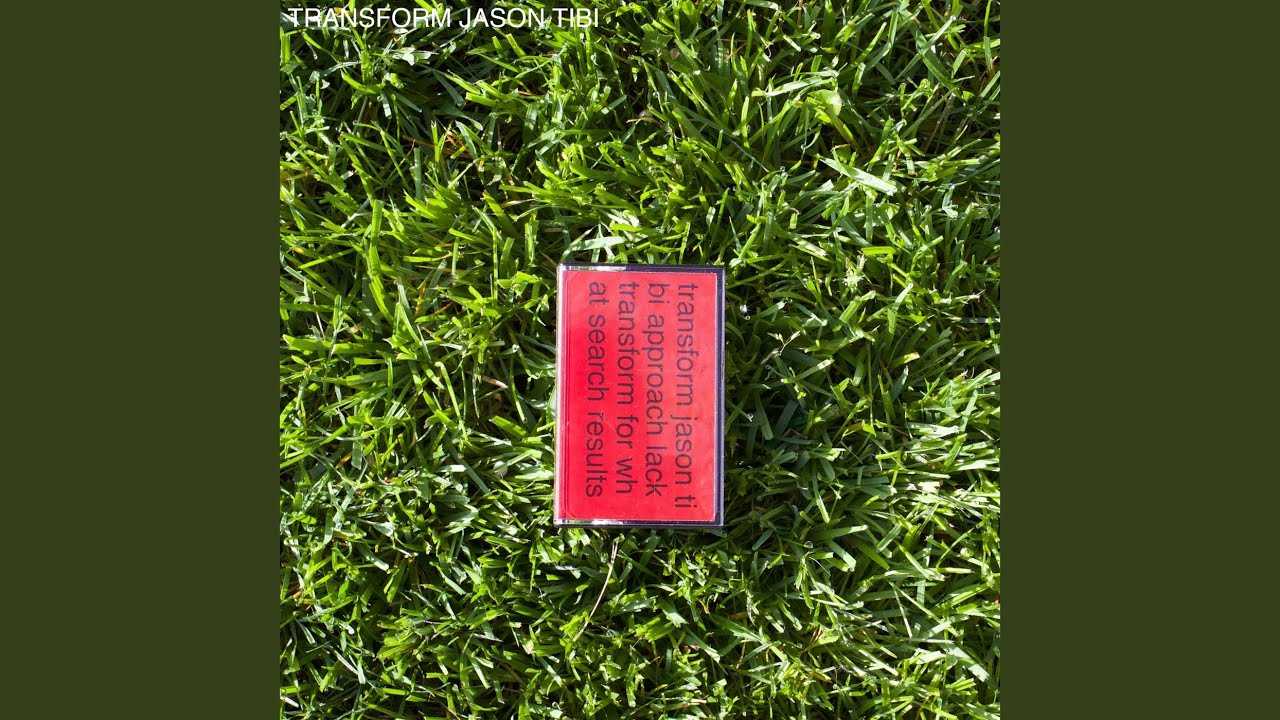 TRANSFORM JASON TIBI
transform jason ti
bi approach lack
transform for wh
at search results